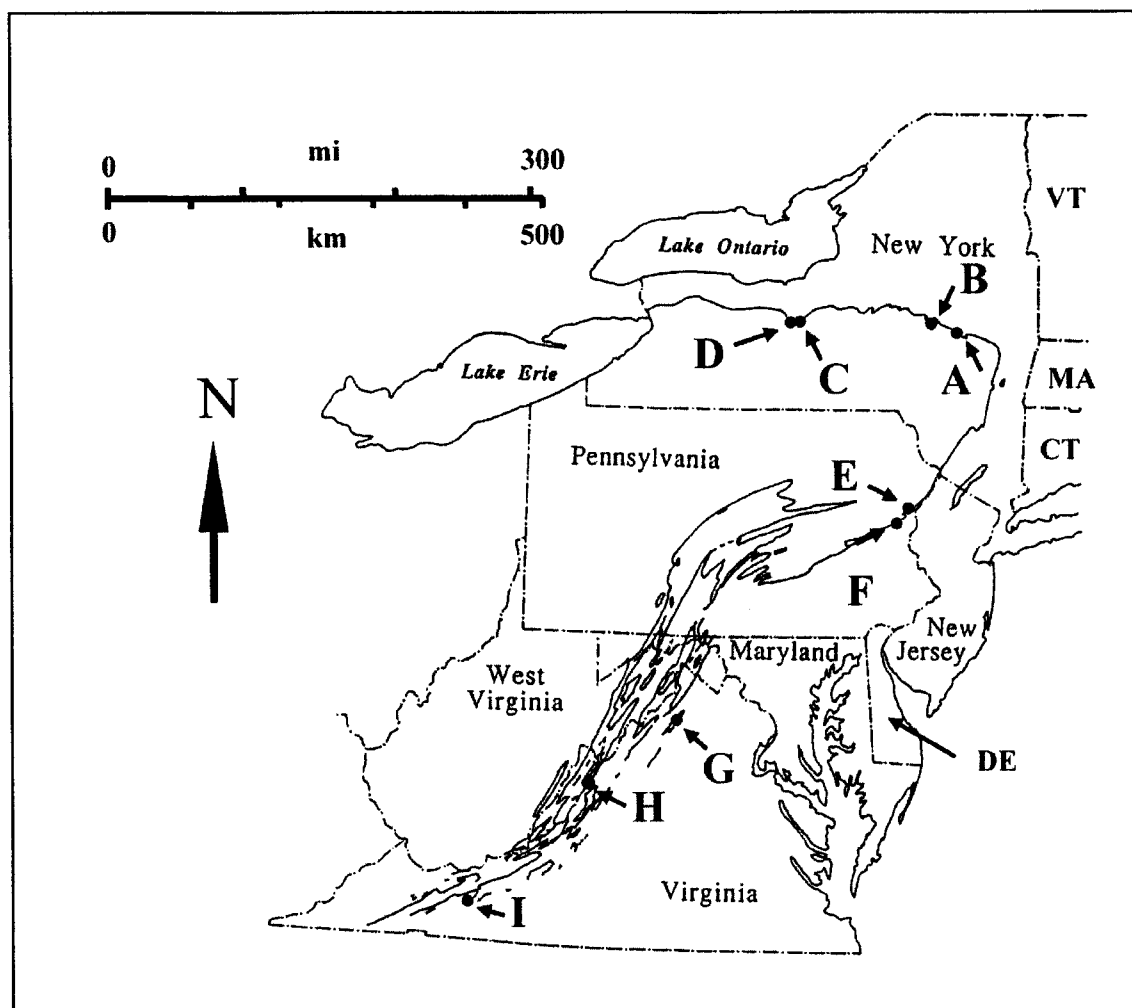 0 mi 300
0 km 500
VT
New York
Lake Ontario
B
D
C
A
MA
Lake Erie
N
CT
Pennsylvania
E
F
New
Jersey
Maryland
West
Virginia
G
DE
H
Virginia
I